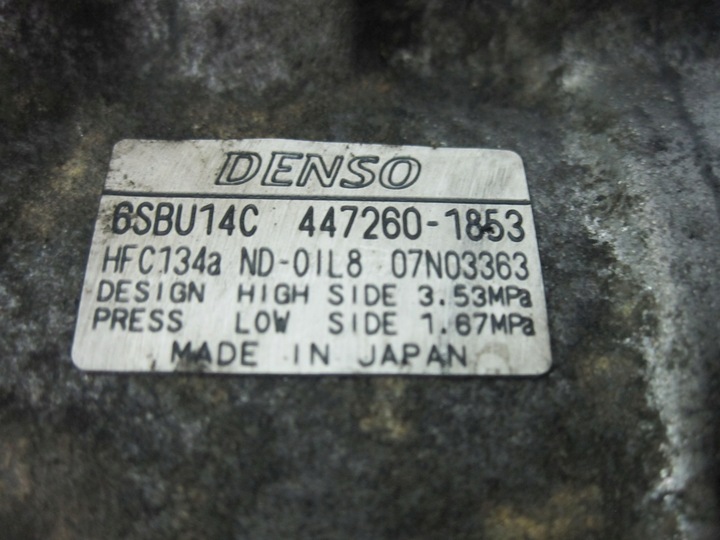 DENSO
6SBU14C 447260-1853
HFC134a ND-OIL8 07N03363
DESIGN HIGH SIDE 3.53MPa
PRESS LOW SIDE 1.67MPa
MADE IN JAPAN